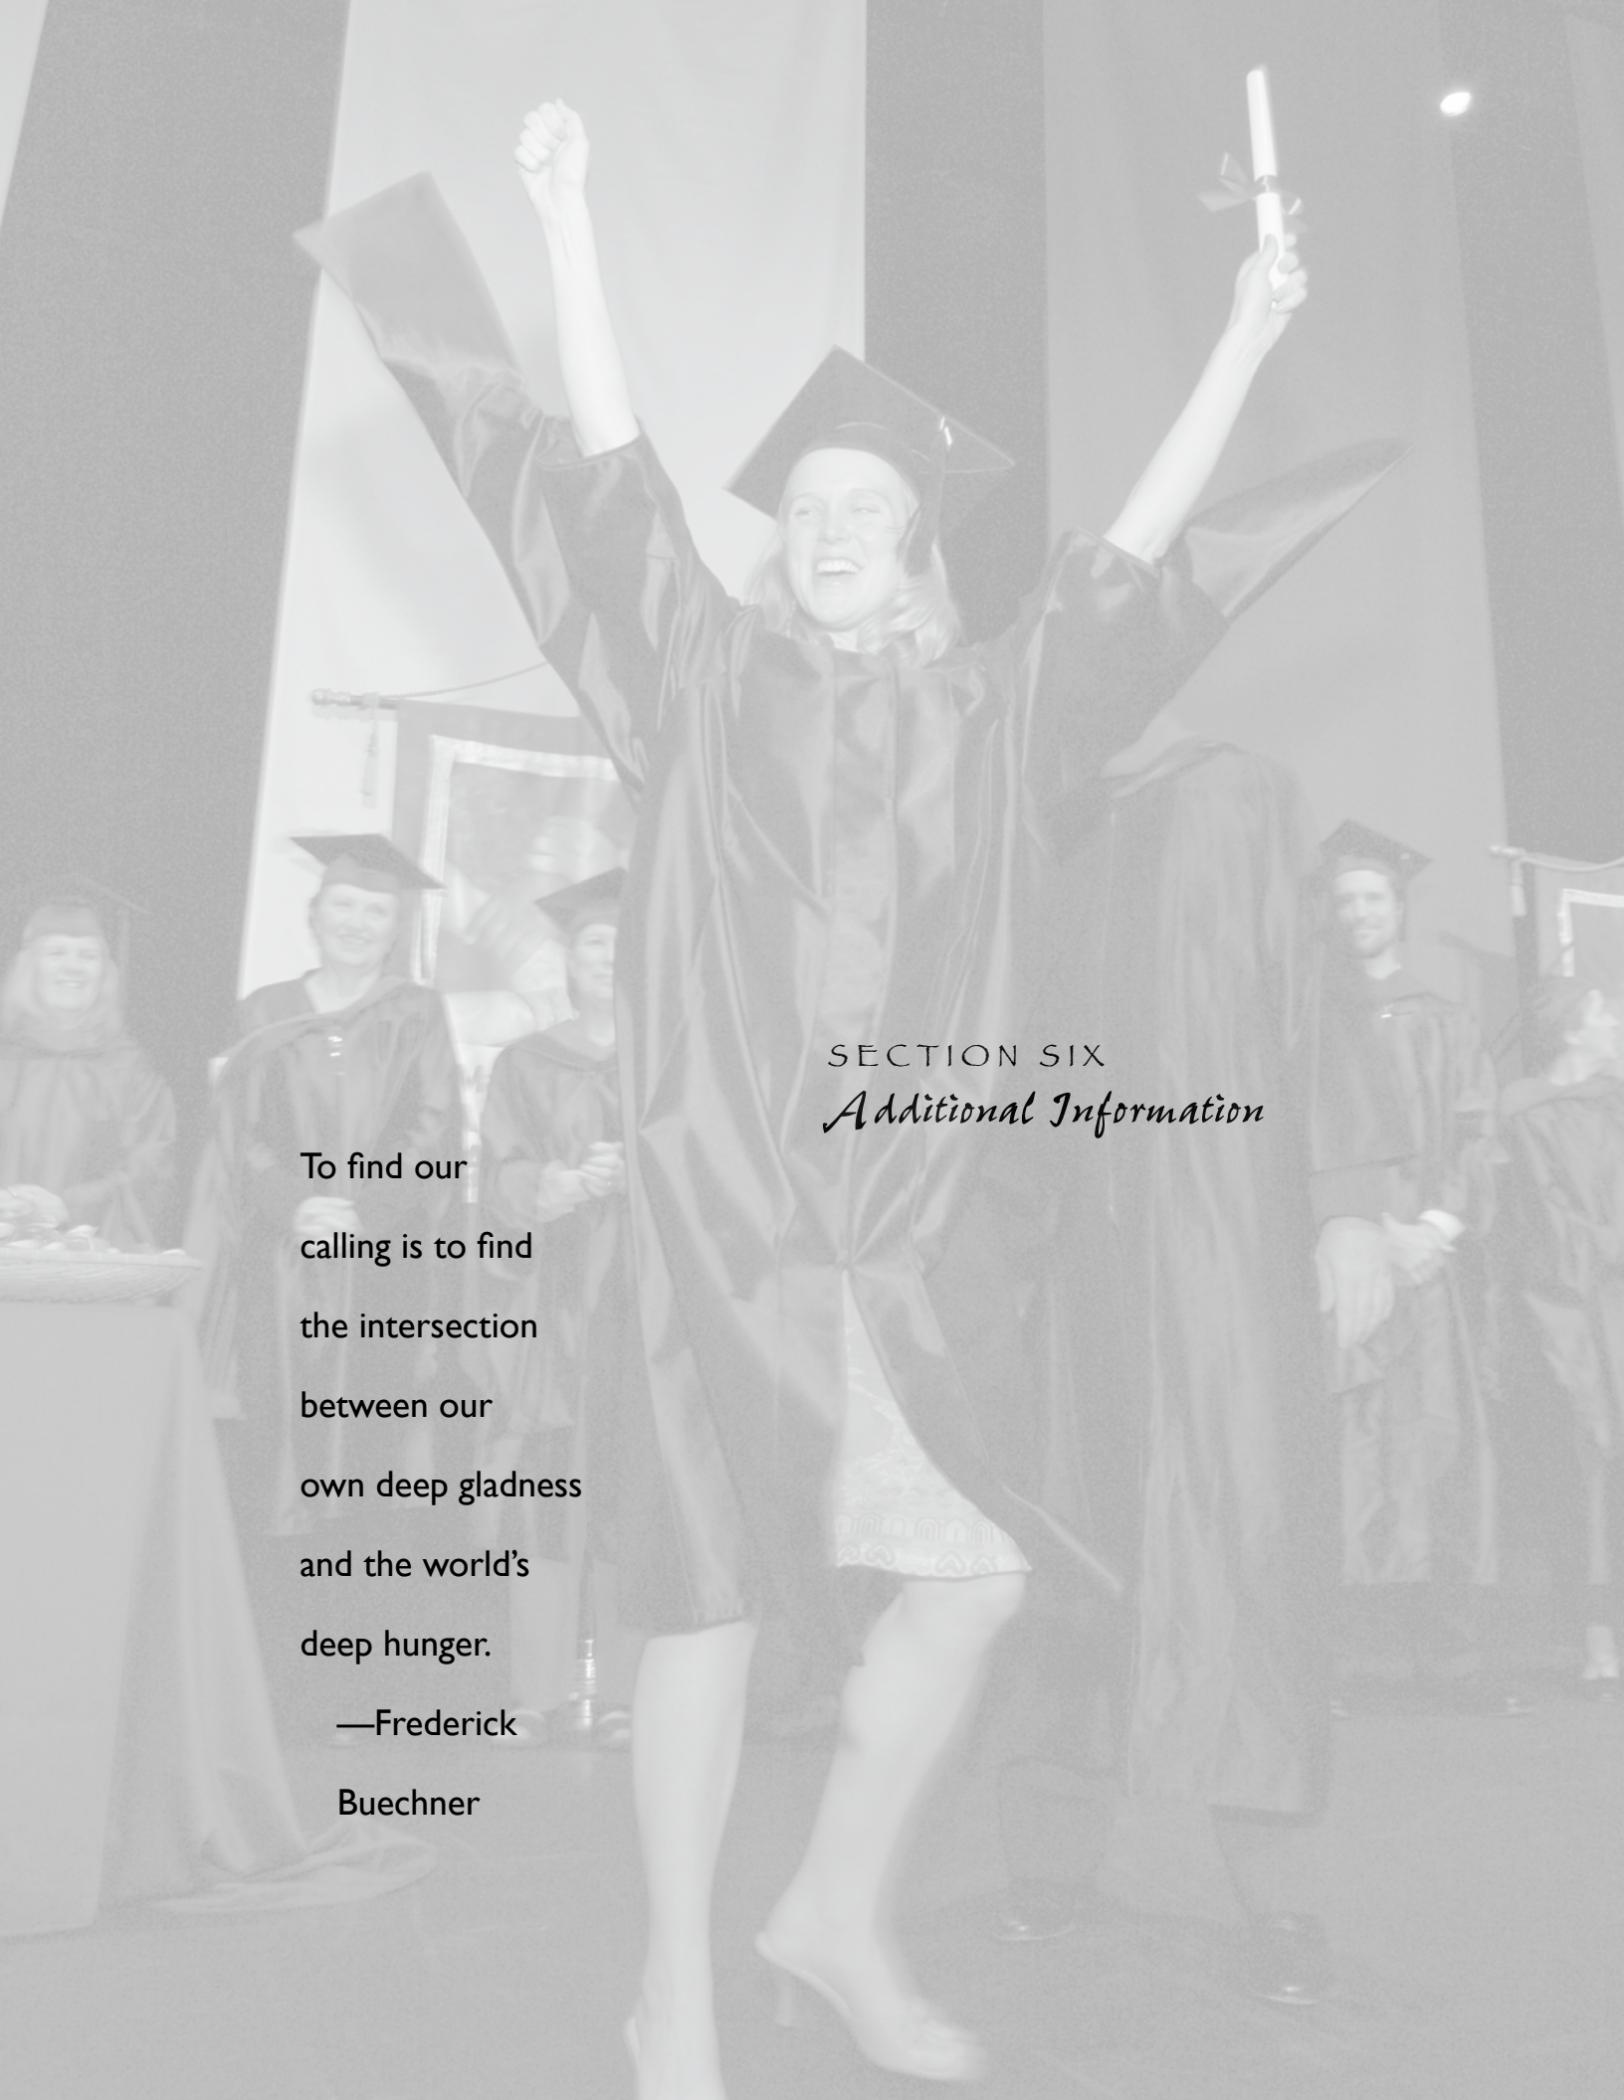 SECTION SIX
Additional Information
To find our
calling is to find
the intersection
between our
own deep gladness
and the world’s
deep hunger.
—Frederick
Buechner